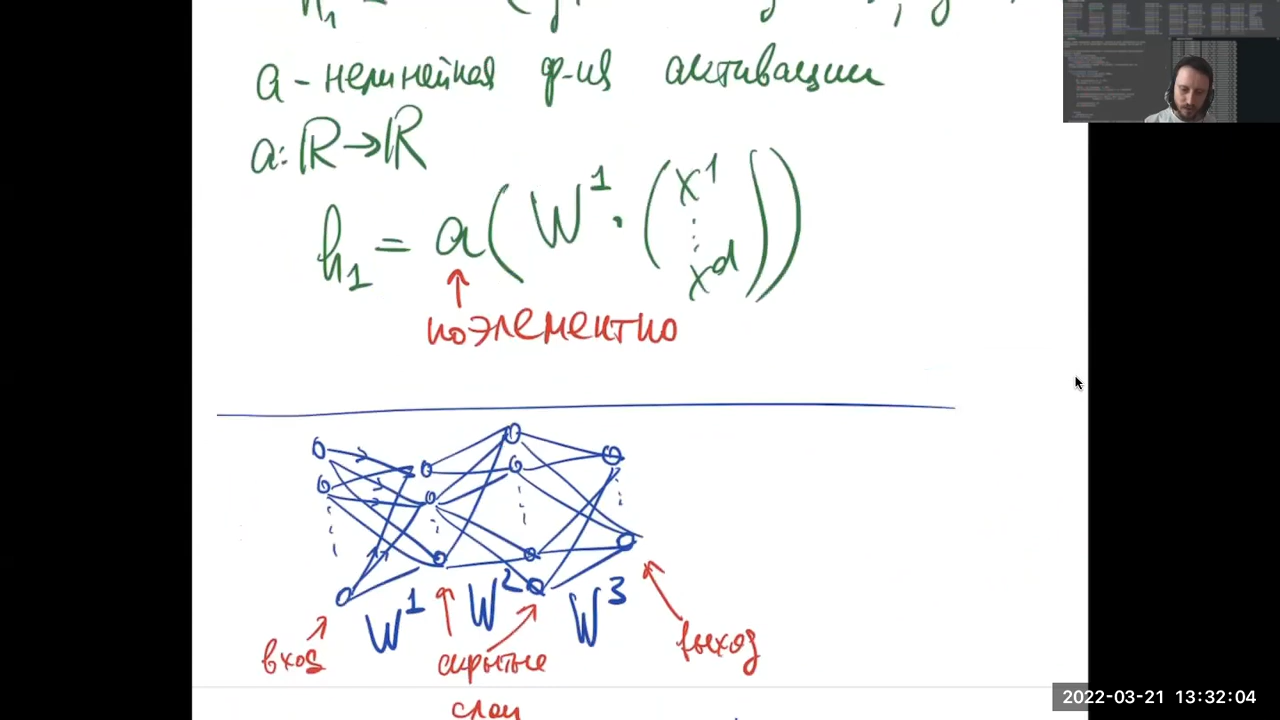 h₁
a - нелинейная ф-ия активации
a: ℝ → ℝ
h₁ = a(W¹ · (x¹ ⋮ x^d))
поэлементно
W¹ W² W³
вход
скрытые слои
выход
2022-03-21 13:32:04